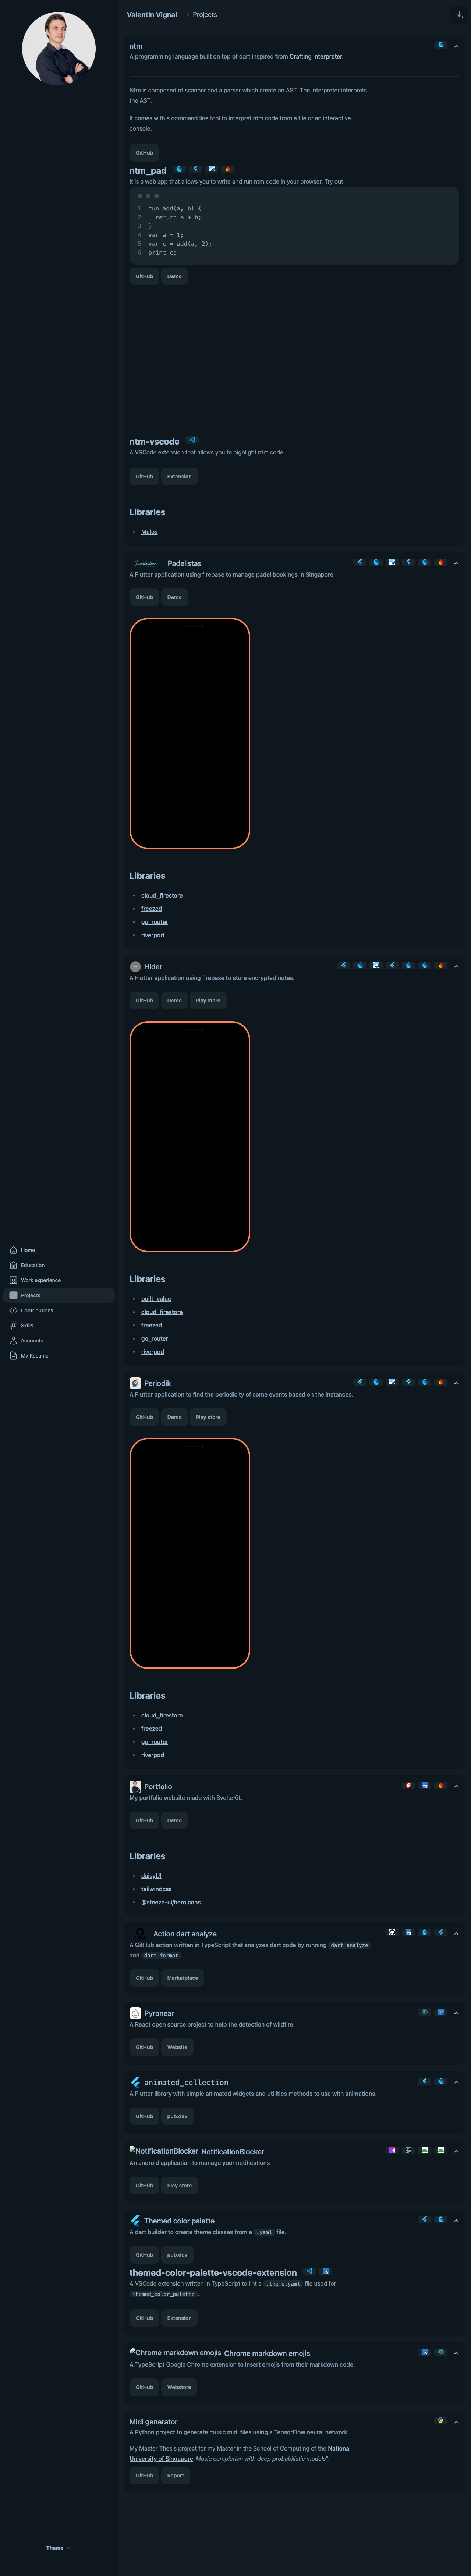 Valentin Vignal
Projects
ntm
A programming language built on top of dart inspired from Crafting interpreter.
Ntm is composed of scanner and a parser which create an AST. The interpreter interprets
the AST.
It comes with a command line tool to interpret ntm code from a file or an interactive
console.
GitHub
ntm_pad
It is a web app that allows you to write and run ntm code in your browser. Try out
1 fun add(a, b) {
2   return a + b;
3 }
4 var a = 1;
5 var c = add(a, 2);
6 print c;
GitHub Demo
ntm-vscode
A VSCode extension that allows you to highlight ntm code.
GitHub Extension
Libraries
Melos
Padelistas Padelistas
A Flutter application using firebase to manage padel bookings in Singapore.
GitHub Demo
Libraries
cloud_firestore
freezed
go_router
riverpod
H Hider
A Flutter application using firebase to store encrypted notes.
GitHub Demo Play store
Libraries
built_value
cloud_firestore
freezed
go_router
riverpod
Home
Education
Work experience
Projects
Contributions
Skills
Accounts
My Resume
Periodik
A Flutter application to find the periodicity of some events based on the instances.
GitHub Demo Play store
Libraries
cloud_firestore
freezed
go_router
riverpod
Portfolio
My portfolio website made with SvelteKit.
GitHub Demo
Libraries
daisyUI
tailwindcss
@steeze-ui/heroicons
Action dart analyze
A GitHub action written in TypeScript that analyzes dart code by running dart analyze
and dart format.
GitHub Marketplace
Pyronear
A React open source project to help the detection of wildfire.
GitHub Website
animated_collection
A Flutter library with simple animated widgets and utilities methods to use with animations.
GitHub pub.dev
NotificationBlocker NotificationBlocker
An android application to manage your notifications
GitHub Play store
Themed color palette
A dart builder to create theme classes from a .yaml file.
GitHub pub.dev
themed-color-palette-vscode-extension
A VSCode extension written in TypeScript to lint a .theme.yaml file used for
themed_color_palette.
GitHub Extension
Chrome markdown emojis Chrome markdown emojis
A TypeScript Google Chrome extension to insert emojis from their markdown code.
GitHub Webstore
Midi generator
A Python project to generate music midi files using a TensorFlow neural network.
My Master Thesis project for my Master in the School of Computing of the National
University of Singapore"Music completion with deep probabilistic models".
GitHub Report
Theme